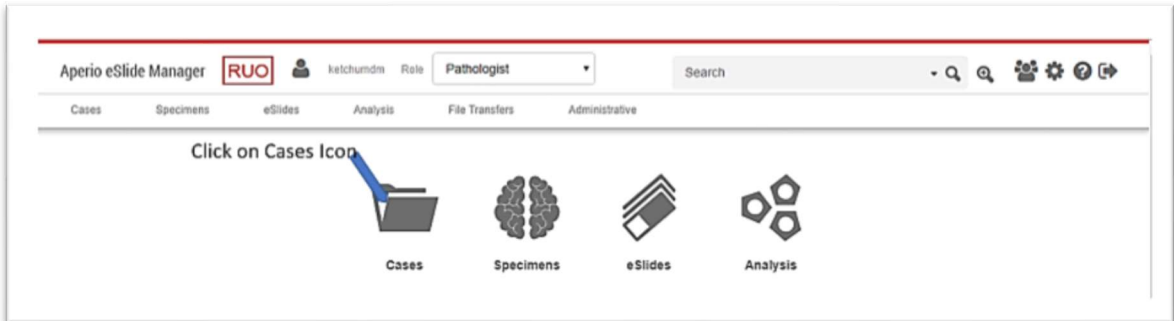 Aperio eSlide Manager RUO ketchumdm Role Pathologist Search
Cases Specimens eSlides Analysis File Transfers Administrative
Click on Cases Icon
Cases Specimens eSlides Analysis